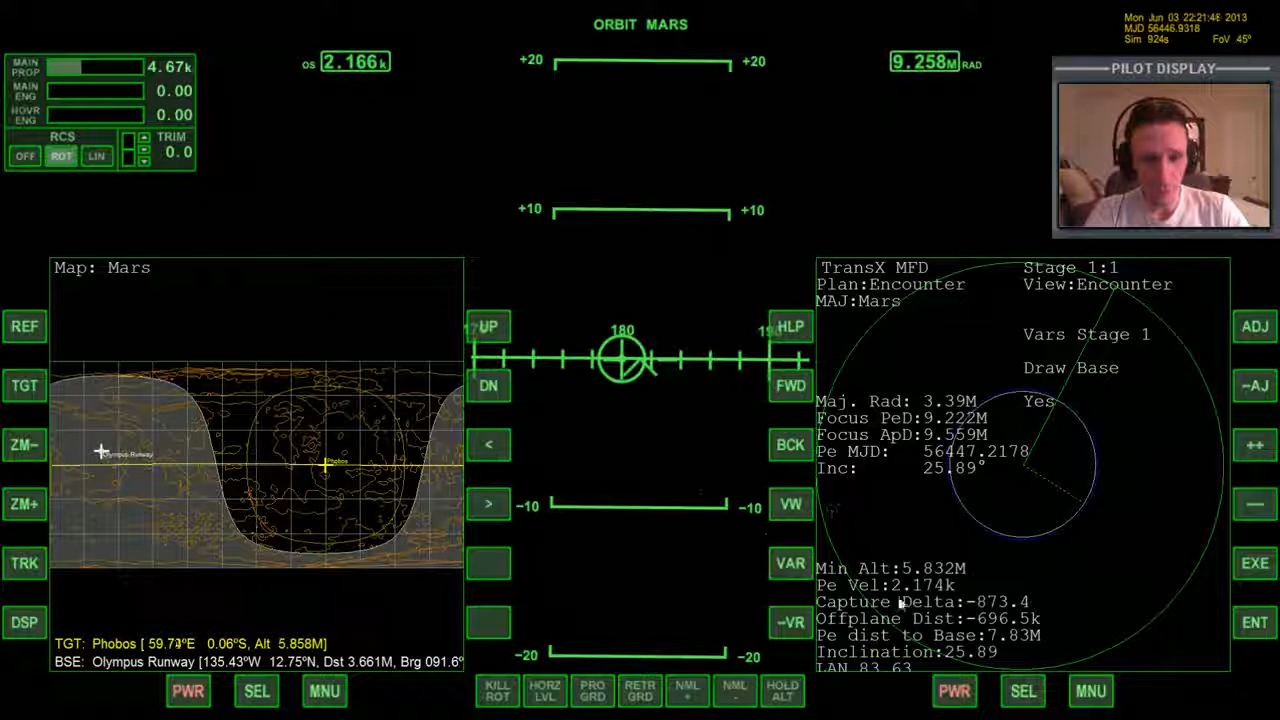 ORBIT MARS
Mon Jun 03 22:21:46 2013
MJD 56446.9318
Sim 924s FoV 45°
MAIN PROP 4.67k
MAIN ENG 0.00
HOVR ENG 0.00
RCS TRIM
OFF ROT LIN 0.0
OS 2.166k
9.258M RAD
+20 +20
+10 +10
180
-10 -10
-20 -20
PILOT DISPLAY
Map: Mars
REF
TGT
ZM-
ZM+
TRK
DSP
UP
DN
<
>
Olympus Runway
Phobos
TGT: Phobos [ 59.79°E 0.06°S, Alt 5.858M]
BSE: Olympus Runway [135.43°W 12.75°N, Dst 3.661M, Brg 091.6°
PWR SEL MNU
KILL ROT
HORZ LVL
PRO GRD
RETR GRD
NML +
NML -
HOLD ALT
TransX MFD Stage 1:1
Plan:Encounter View:Encounter
MAJ:Mars
Vars Stage 1
Draw Base
Maj. Rad: 3.39M Yes
Focus PeD:9.222M
Focus ApD:9.559M
Pe MJD: 56447.2178
Inc: 25.89°
Min Alt:5.832M
Pe Vel:2.174k
Capture Delta:-873.4
Offplane Dist:-696.5k
Pe dist to Base:7.83M
Inclination:25.89
LAN 83.63
HLP
FWD
BCK
VW
VAR
-VR
ADJ
-AJ
++
--
EXE
ENT
PWR SEL MNU